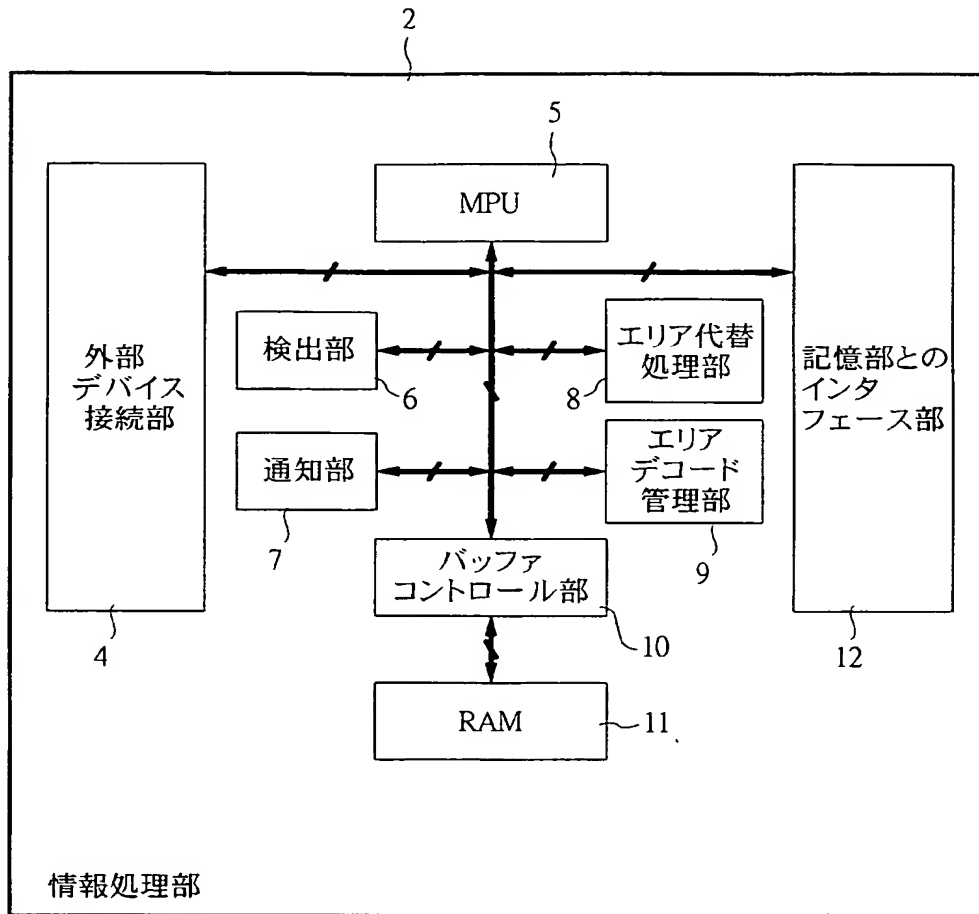 2
5
MPU
外部
デバイス
接続部
4
検出部
6
通知部
7
エリア代替
処理部
8
エリア
デコード
管理部
9
記憶部との
インタ
フェース部
12
バッファ
コントロール部
10
RAM
11
情報処理部